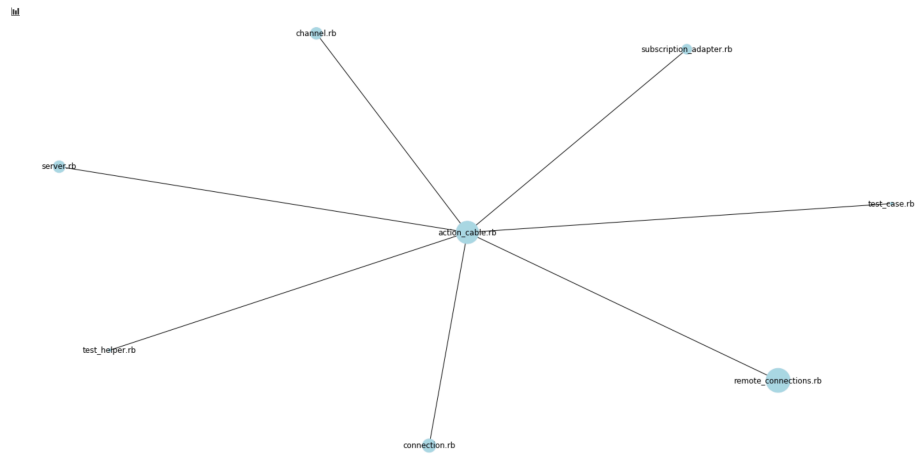 channel.rb
subscription_adapter.rb
server.rb
test_case.rb
action_cable.rb
test_helper.rb
remote_connections.rb
connection.rb